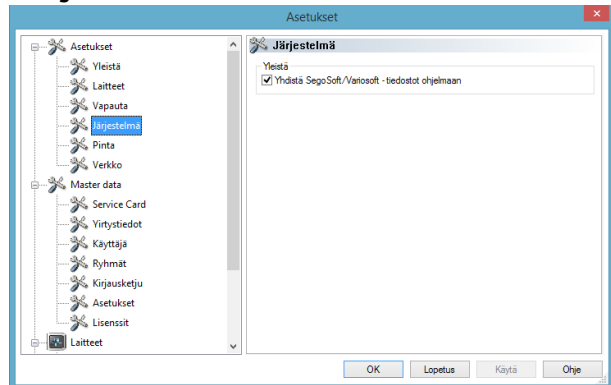 Asetukset
Asetukset
Yleistä
Laitteet
Vapauta
Järjestelmä
Pinta
Verkko
Master data
Service Card
Yirtystiedot
Käyttäjä
Ryhmät
Kirjausketju
Asetukset
Lisenssit
Laitteet
Järjestelmä
Yleistä
Yhdistä SegoSoft/Variosoft - tiedostot ohjelmaan
OK
Lopetus
Käytä
Ohje